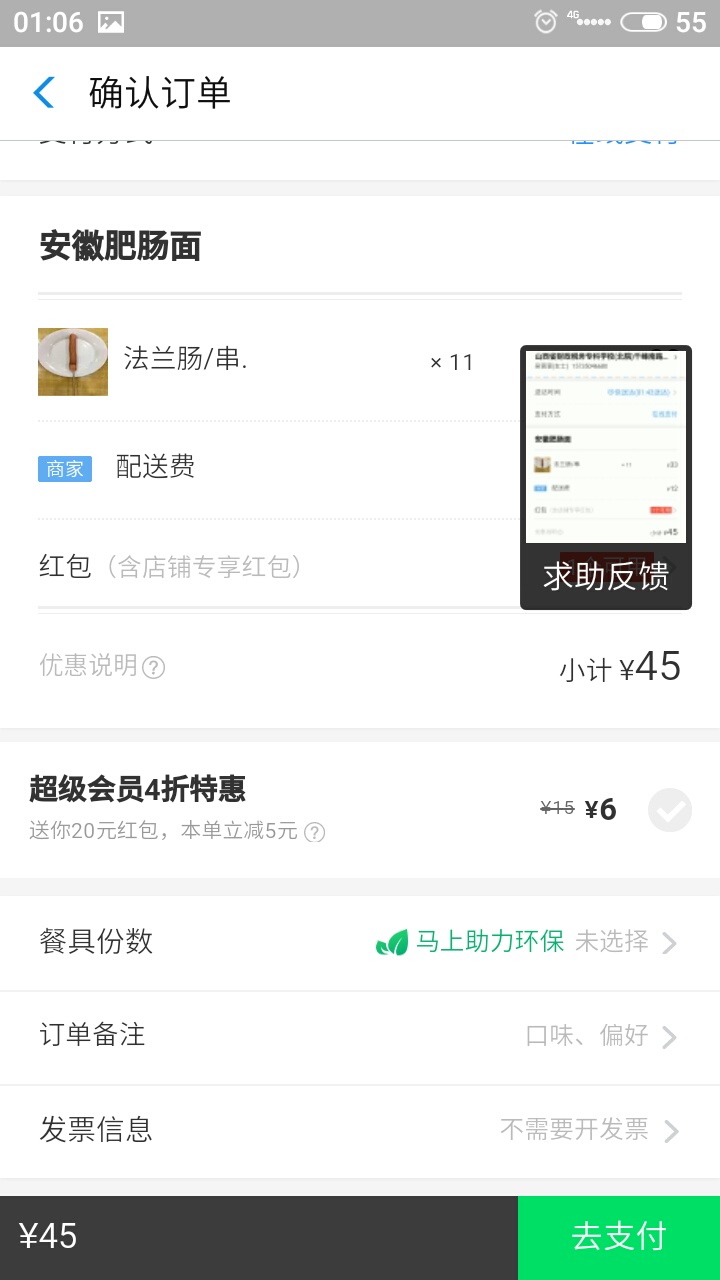 01:06 4G 55
确认订单
安徽肥肠面
法兰肠/串. × 11
商家 配送费
红包（含店铺专享红包）
安徽肥肠面
求助反馈
优惠说明? 小计 ¥45
超级会员4折特惠
¥15 ¥6
送你20元红包，本单立减5元 ?
餐具份数 马上助力环保 未选择
订单备注 口味、偏好
发票信息 不需要开发票
¥45 去支付